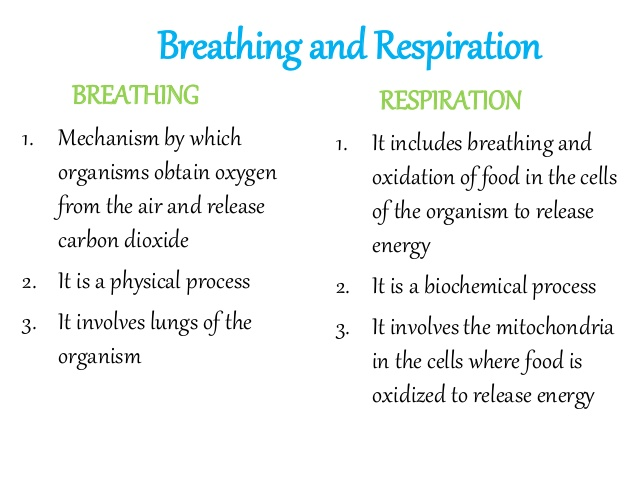 Breathing and Respiration
BREATHING
1. Mechanism by which
organisms obtain oxygen
from the air and release
carbon dioxide
2. It is a physical process
3. It involves lungs of the
organism
RESPIRATION
1. It includes breathing and
oxidation of food in the cells
of the organism to release
energy
2. It is a biochemical process
3. It involves the mitochondria
in the cells where food is
oxidized to release energy